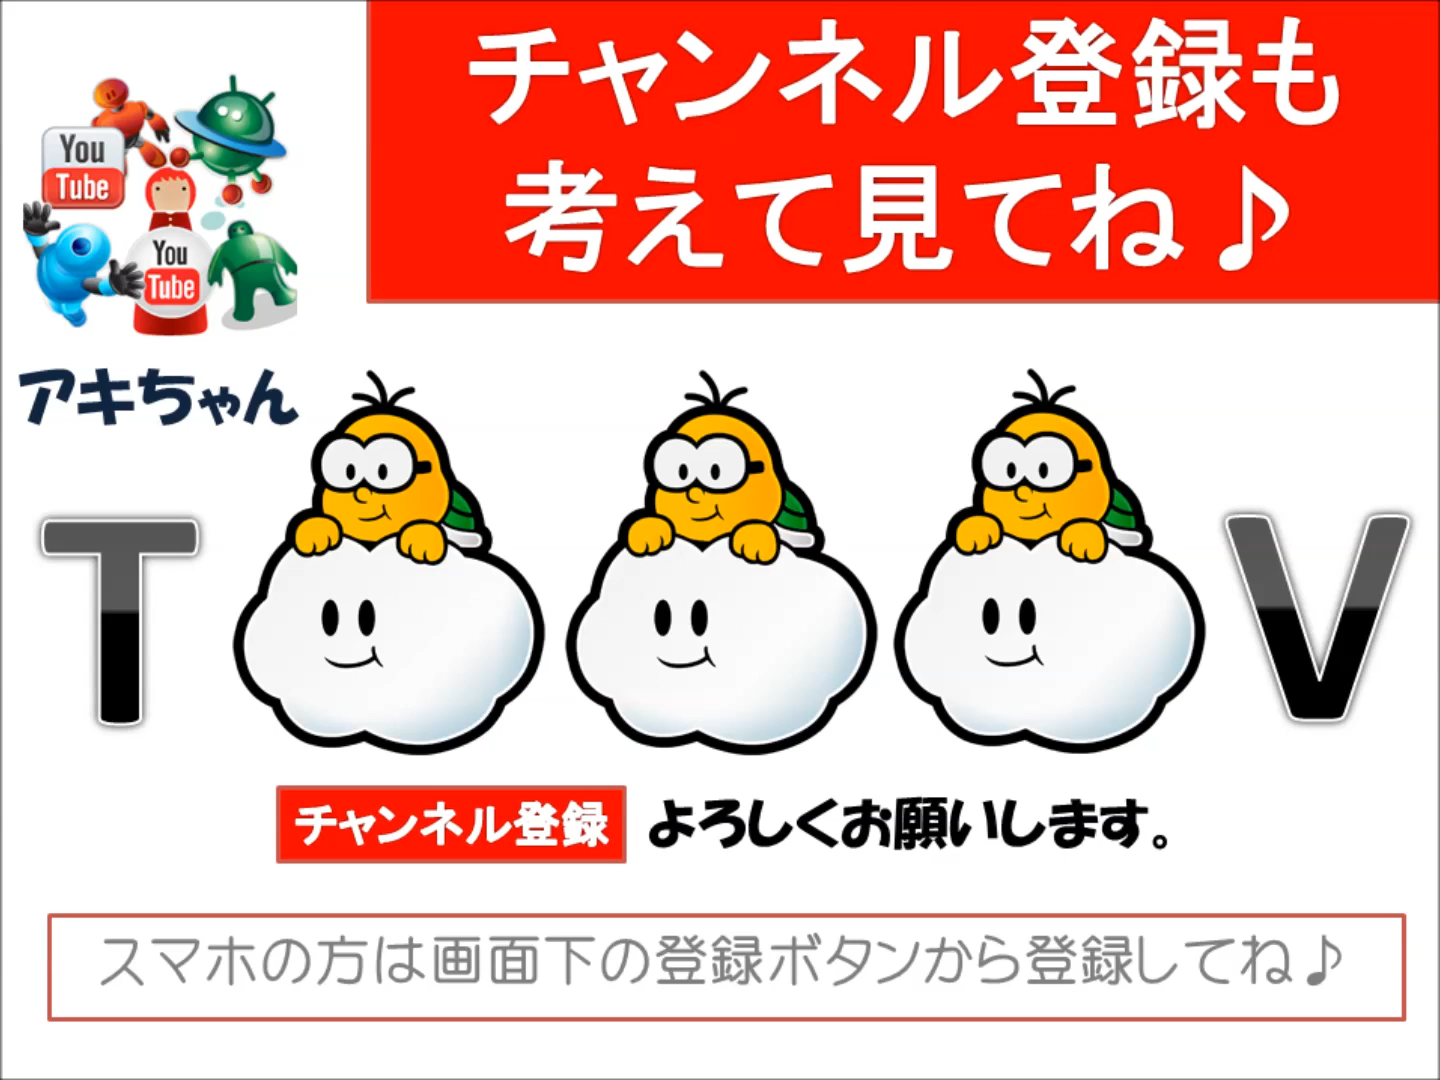 チャンネル登録も
考えて見てね♪
You
Tube
You
Tube
アキちゃん
T V
チャンネル登録 よろしくお願いします。
スマホの方は画面下の登録ボタンから登録してね♪